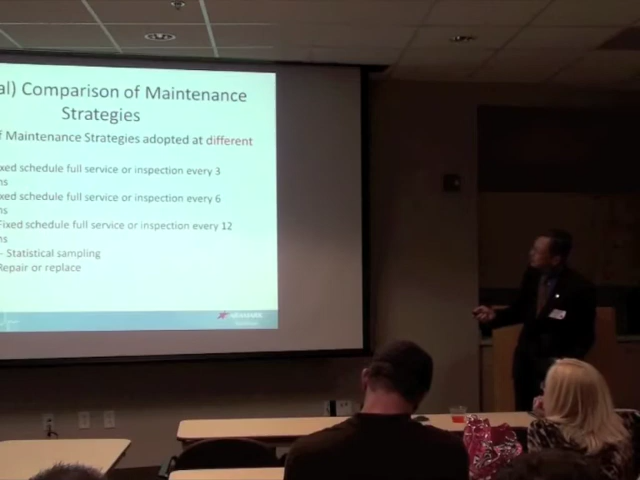 al) Comparison of Maintenance
Strategies
f Maintenance Strategies adopted at different
xed schedule full service or inspection every 3
ns
xed schedule full service or inspection every 6
ns
Fixed schedule full service or inspection every 12
ns
- Statistical sampling
Repair or replace